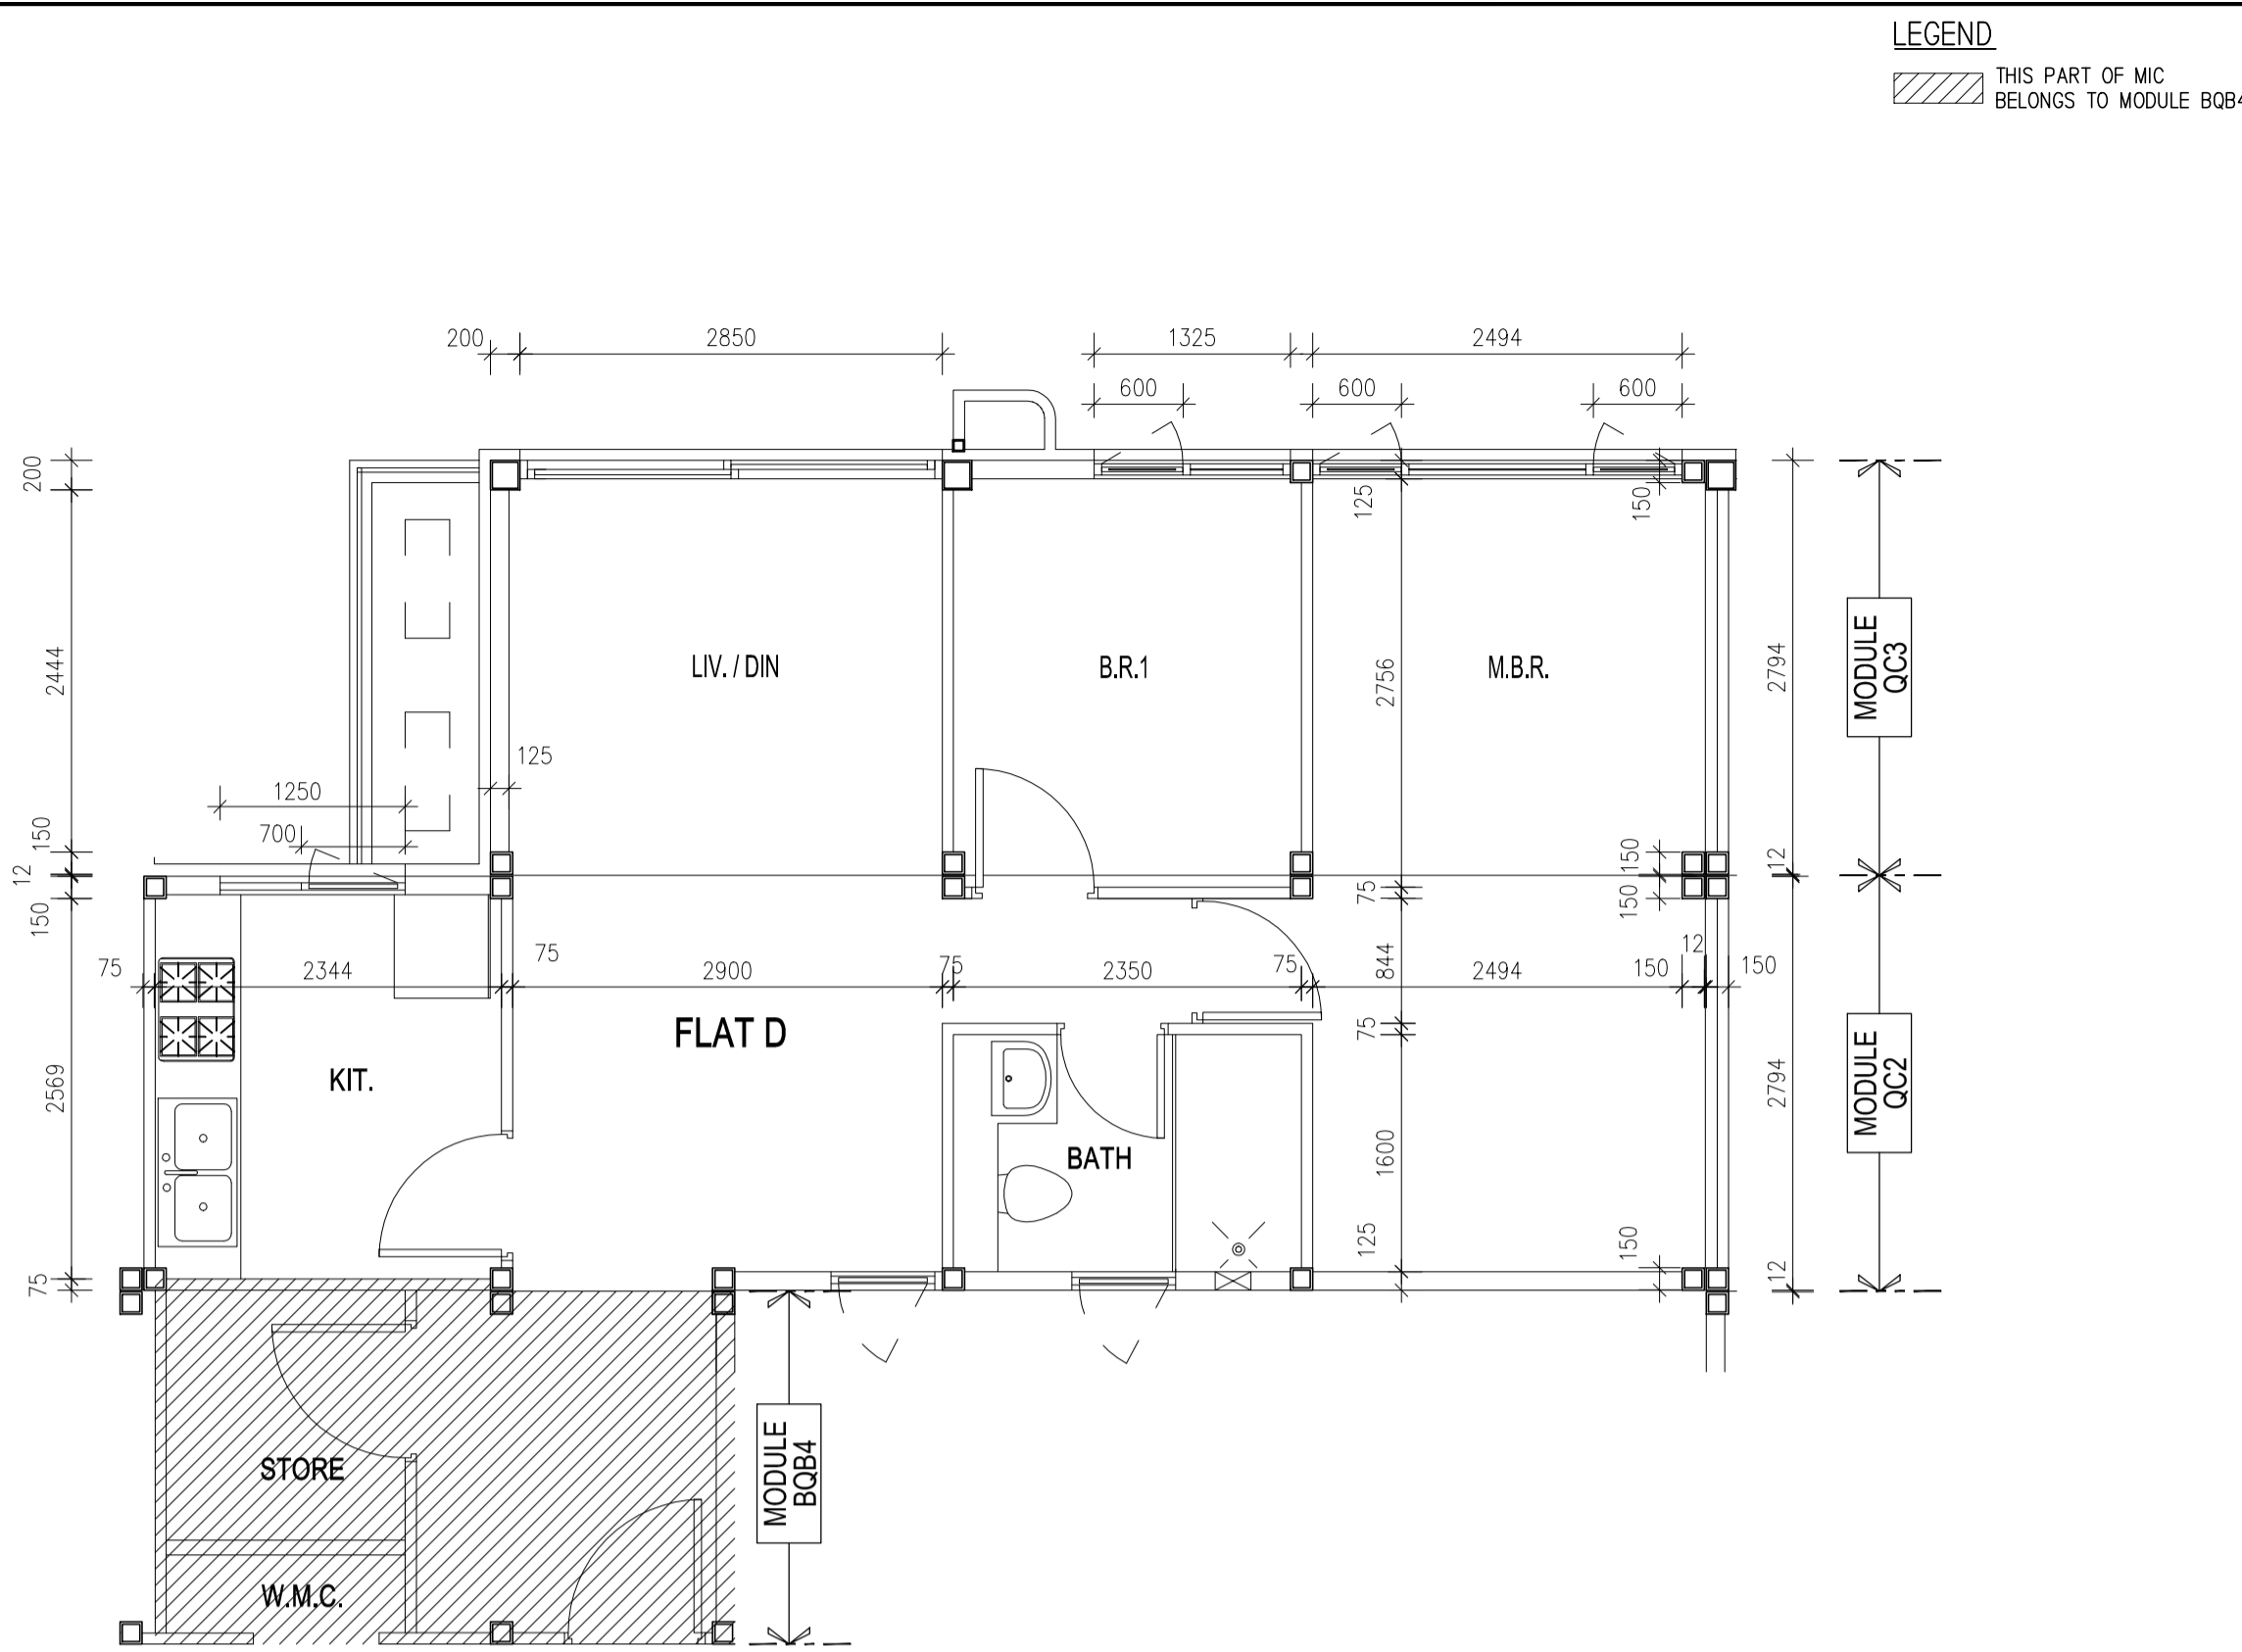 LEGEND
THIS PART OF MIC
BELONGS TO MODULE BQB4
200
2850
1325
2494
600
600
600
200
125
150
LIV. / DIN
B.R.1
M.B.R.
2444
2756
2794
MODULE
QC3
125
1250
700
150
12
150
150
12
150
75
75
2344
75
2900
75
2350
75
844
2494
150
12
150
FLAT D
75
KIT.
2569
BATH
1600
2794
MODULE
QC2
125
150
75
12
STORE
MODULE
BQB4
W.M.C.